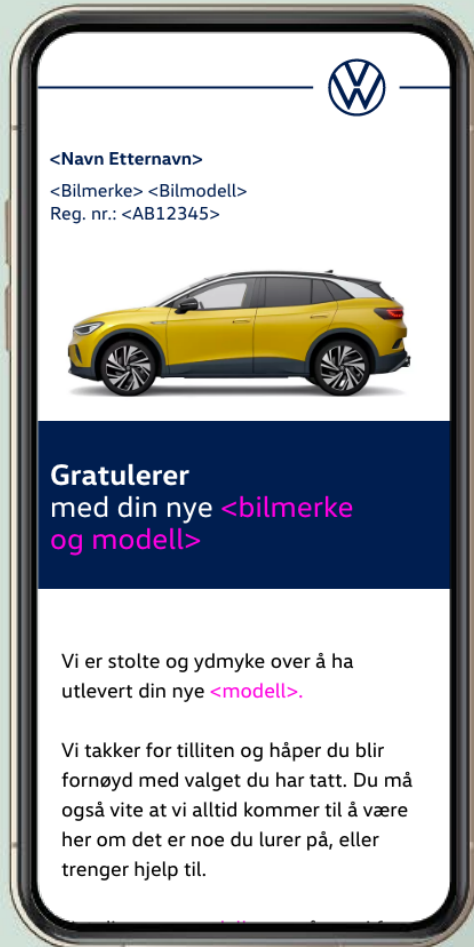 <Navn Etternavn>
<Bilmerke> <Bilmodell>
Reg. nr.: <AB12345>
Gratulerer
med din nye <bilmerke
og modell>
Vi er stolte og ydmyke over å ha
utlevert din nye <modell>.
Vi takker for tilliten og håper du blir
fornøyd med valget du har tatt. Du må
også vite at vi alltid kommer til å være
her om det er noe du lurer på, eller
trenger hjelp til.